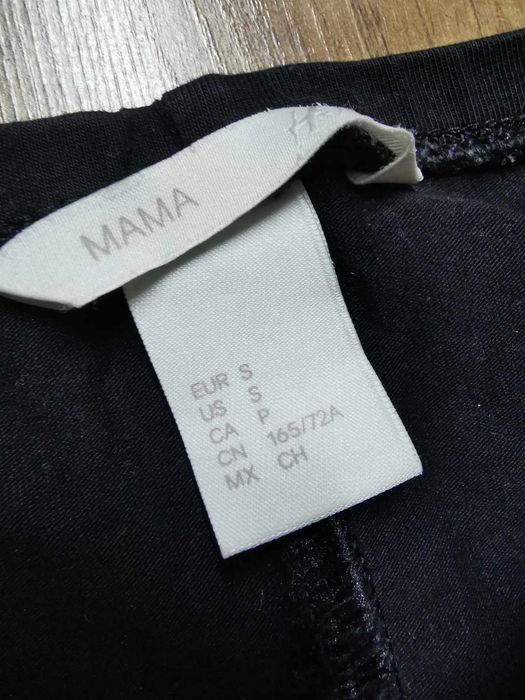 MAMA
EUR S
US S
CA P
CN 165/72A
MX CH